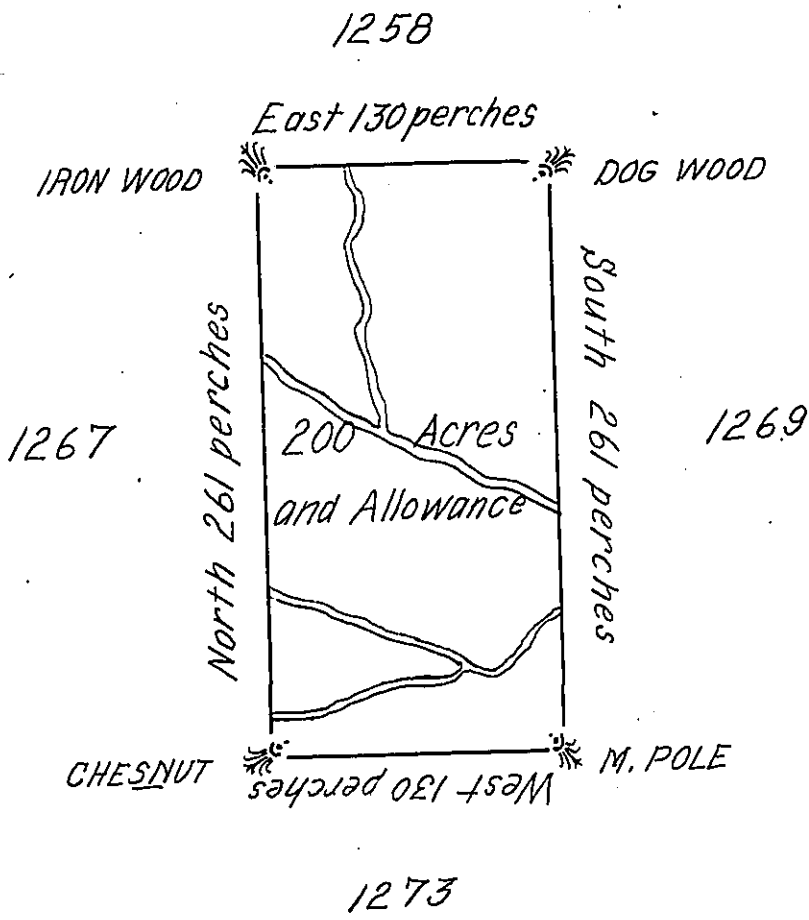 1258
East 130 perches
IRON WOOD
DOG WOOD
North 261 perches
South 261 perches
1267
200 Acres
1269
and Allowance
CHESNUT
M. POLE
West 130 perches
1273